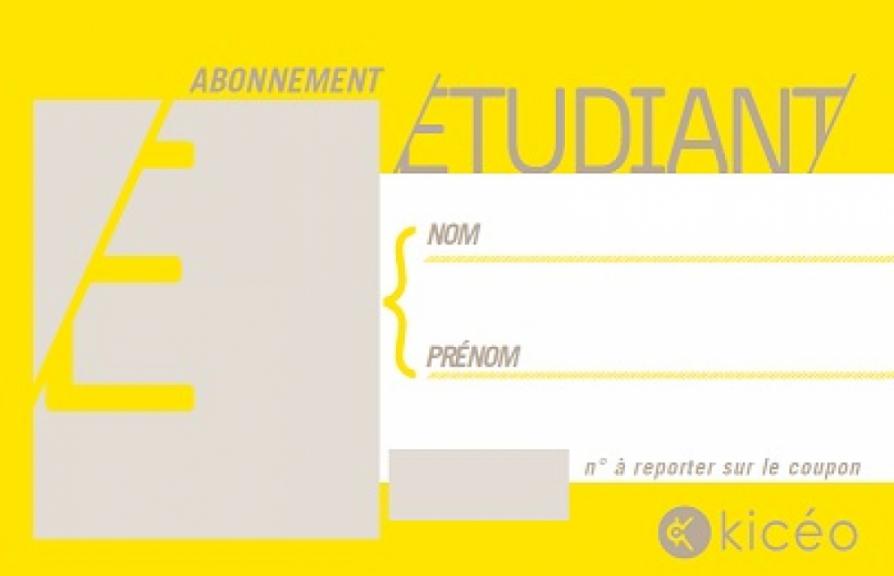 ABONNEMENT
ÉTUDIANT
E
NOM
PRÉNOM
n° à reporter sur le coupon
kicéo